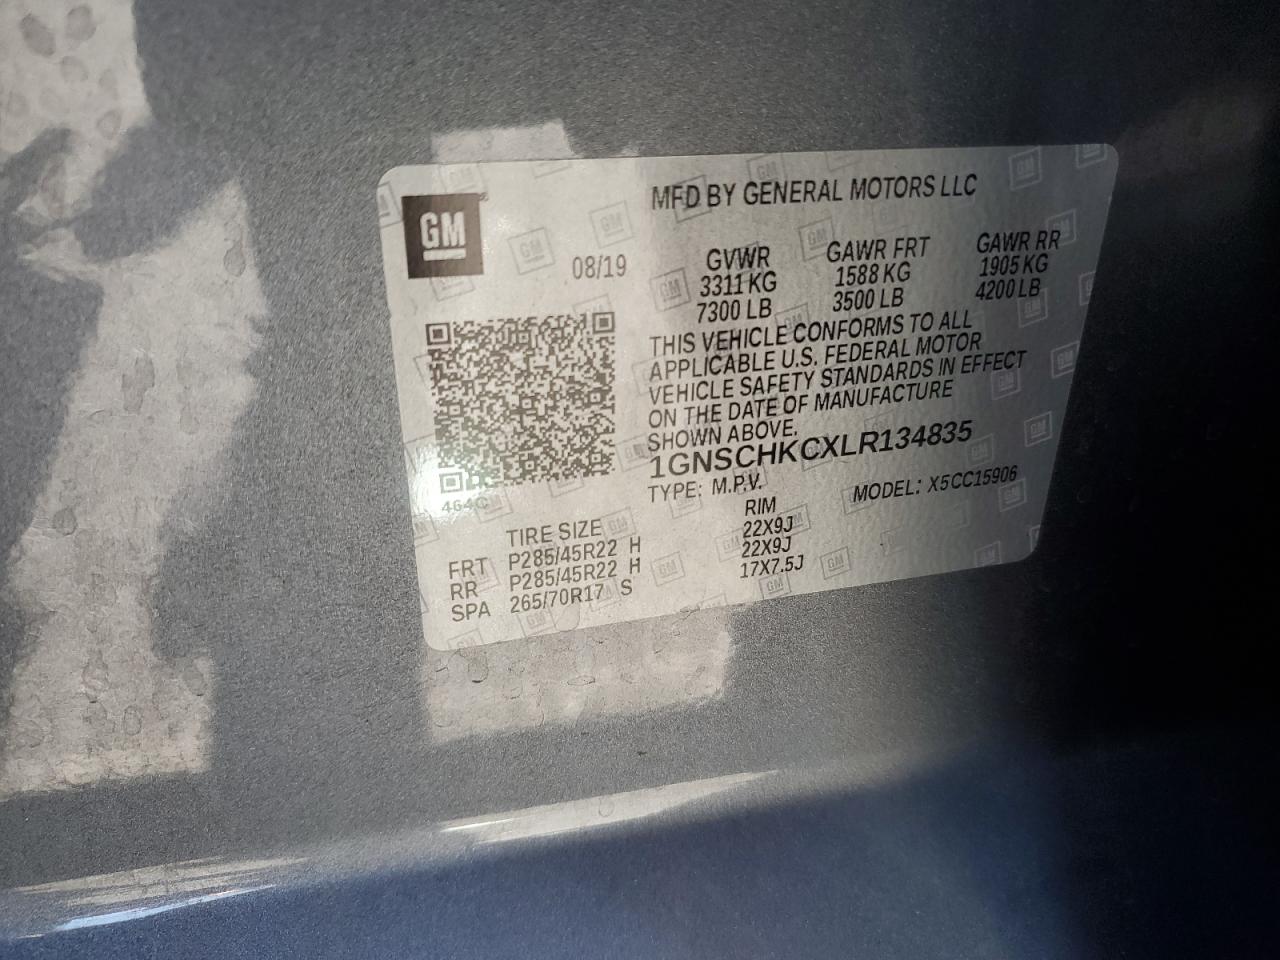 GM
MFD BY GENERAL MOTORS LLC
08/19
GVWR GAWR FRT GAWR RR
3311 KG 1588 KG 1905 KG
7300 LB 3500 LB 4200 LB
THIS VEHICLE CONFORMS TO ALL
APPLICABLE U.S. FEDERAL MOTOR
VEHICLE SAFETY STANDARDS IN EFFECT
ON THE DATE OF MANUFACTURE
SHOWN ABOVE.
1GNSCHKCXLR134835
TYPE: M.P.V. MODEL: X5CC15906
464C
TIRE SIZE RIM
FRT P285/45R22 H 22X9J
RR P285/45R22 H 22X9J
SPA 265/70R17 S 17X7.5J